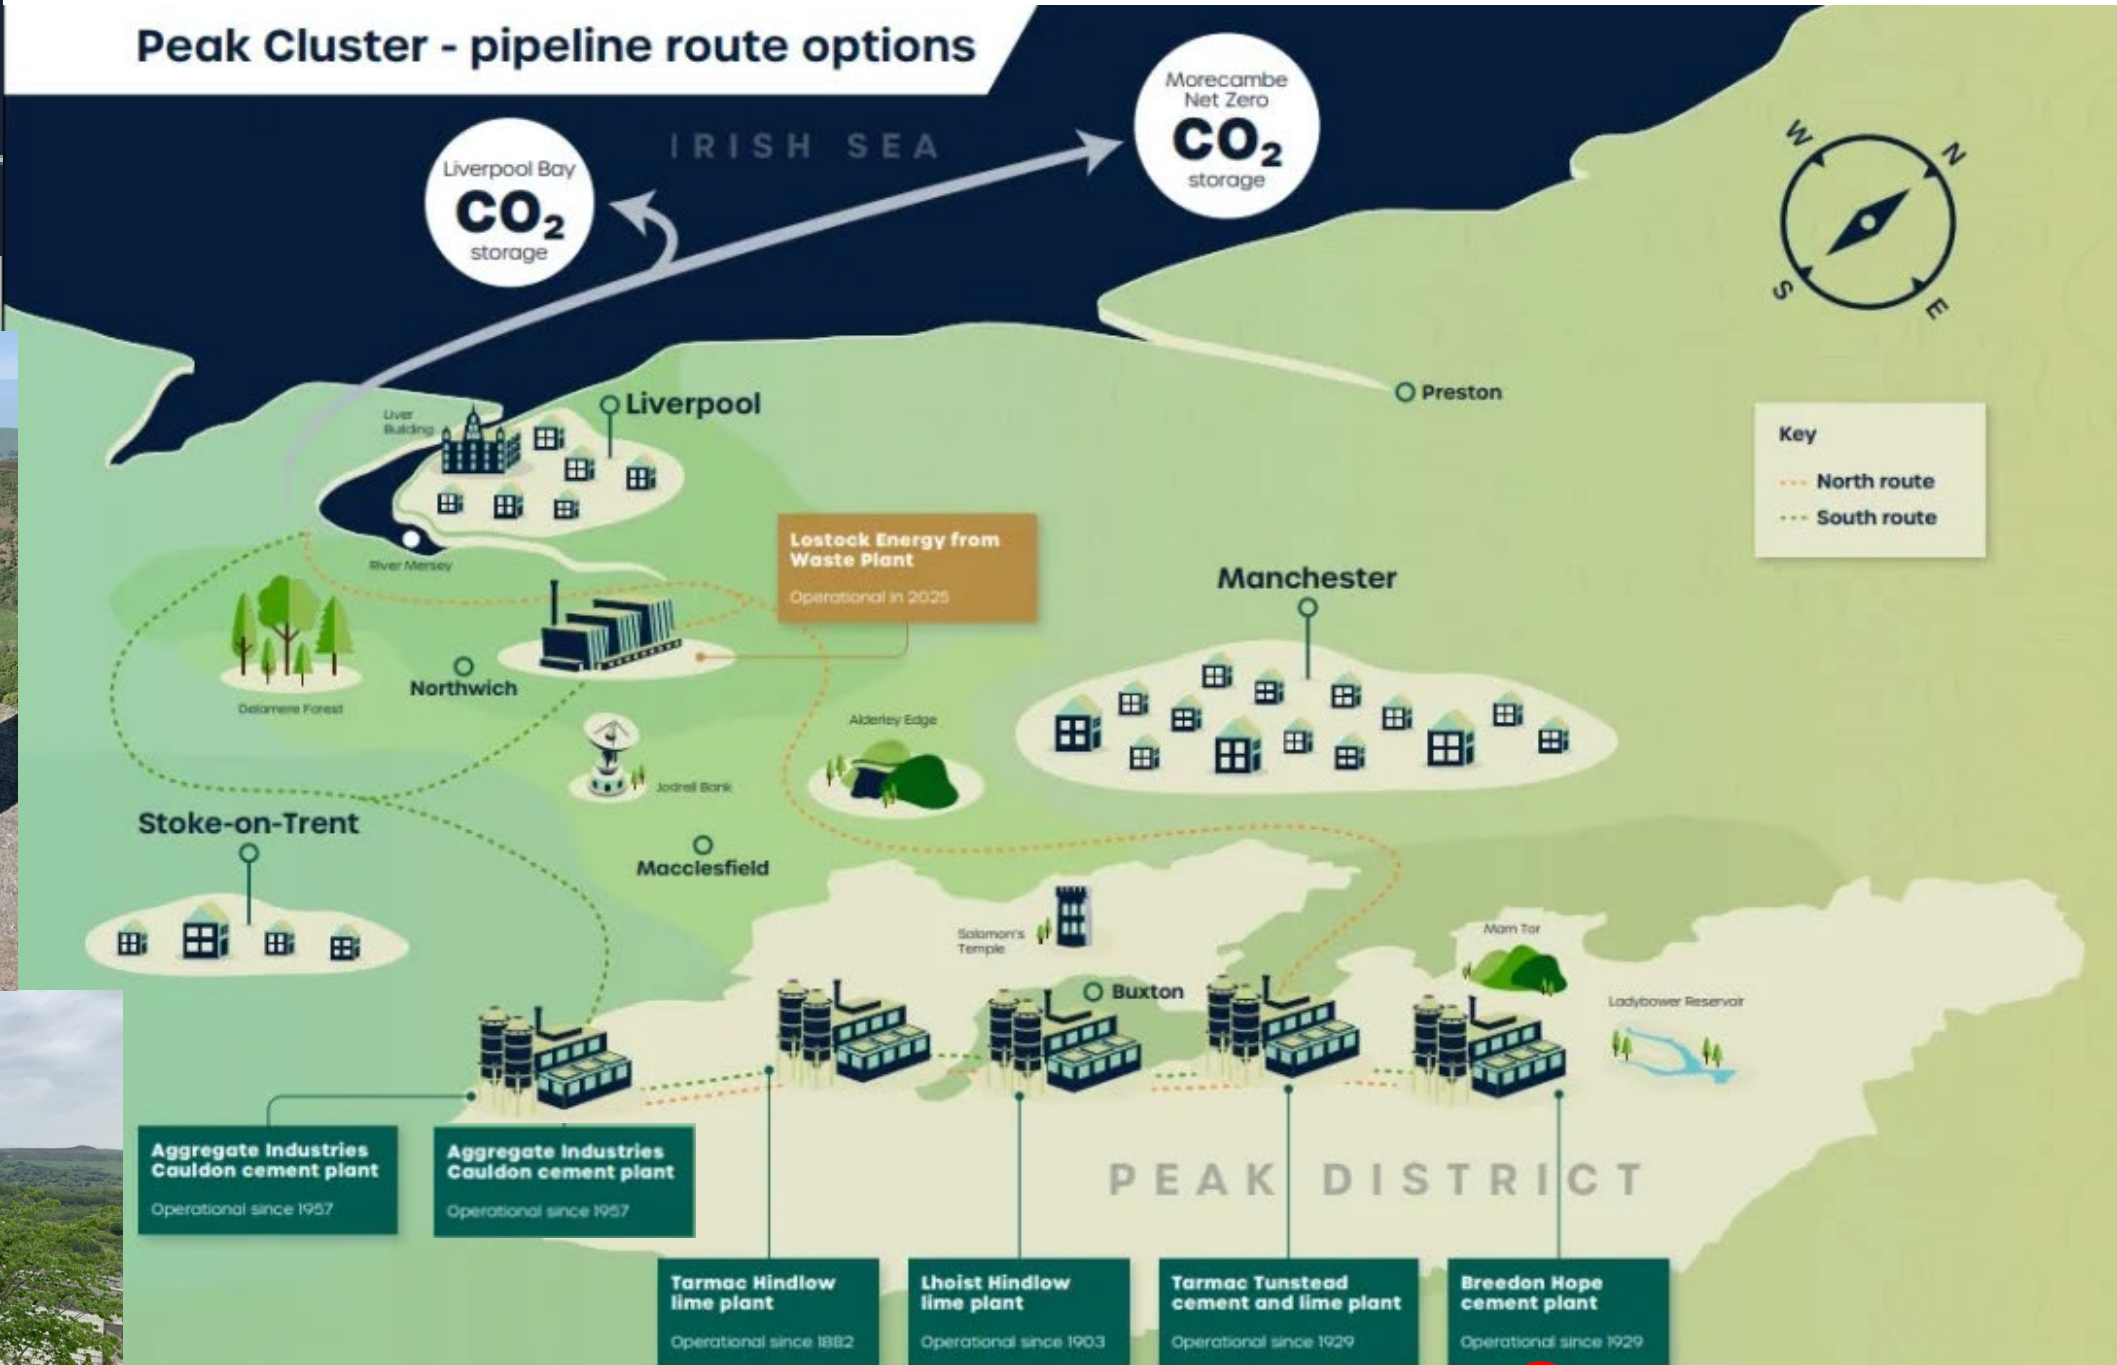 Peak Cluster - pipeline route options
Morecambe
Net Zero
CO₂
storage
IRISH SEA
Liverpool Bay
CO₂
storage
W
N
S
E
Liver
Building
Liverpool
Preston
Key
North route
South route
Lostock Energy from
Waste Plant
Operational in 2025
River Mersey
Manchester
Northwich
Delamere Forest
Alderley Edge
Jodrell Bank
Stoke-on-Trent
Macclesfield
Solomon's
Temple
Mam Tor
Buxton
Ladybower Reservoir
Aggregate Industries
Cauldon cement plant
Operational since 1957
Aggregate Industries
Cauldon cement plant
Operational since 1957
PEAK DISTRICT
Tarmac Hindlow
lime plant
Operational since 1882
Lhoist Hindlow
lime plant
Operational since 1903
Tarmac Tunstead
cement and lime plant
Operational since 1929
Breedon Hope
cement plant
Operational since 1929